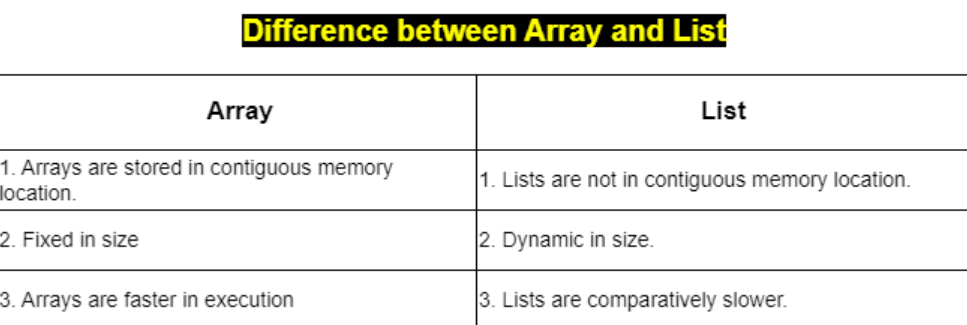 Difference between Array and List
Array
List
1. Arrays are stored in contiguous memory
location.
1. Lists are not in contiguous memory location.
2. Fixed in size
2. Dynamic in size.
3. Arrays are faster in execution
3. Lists are comparatively slower.